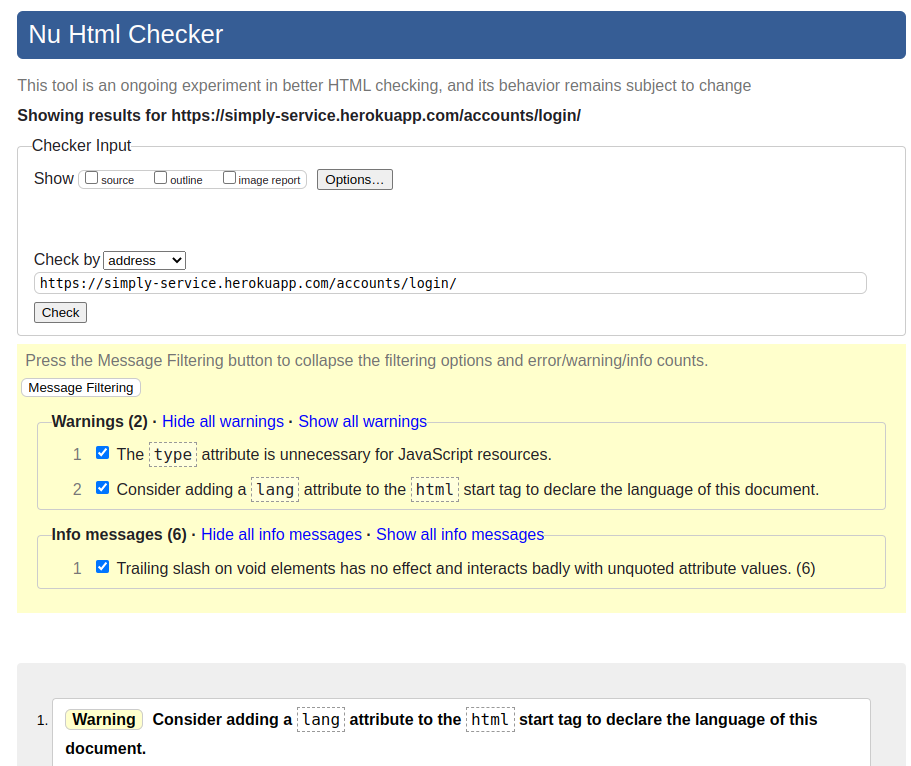 Nu Html Checker
This tool is an ongoing experiment in better HTML checking, and its behavior remains subject to change
Showing results for https://simply-service.herokuapp.com/accounts/login/
Checker Input
Show source outline image report Options...
Check by address
https://simply-service.herokuapp.com/accounts/login/
Check
Press the Message Filtering button to collapse the filtering options and error/warning/info counts.
Message Filtering
Warnings (2) · Hide all warnings · Show all warnings
1 The type attribute is unnecessary for JavaScript resources.
2 Consider adding a lang attribute to the html start tag to declare the language of this document.
Info messages (6) · Hide all info messages · Show all info messages
1 Trailing slash on void elements has no effect and interacts badly with unquoted attribute values. (6)
1. Warning Consider adding a lang attribute to the html start tag to declare the language of this
document.